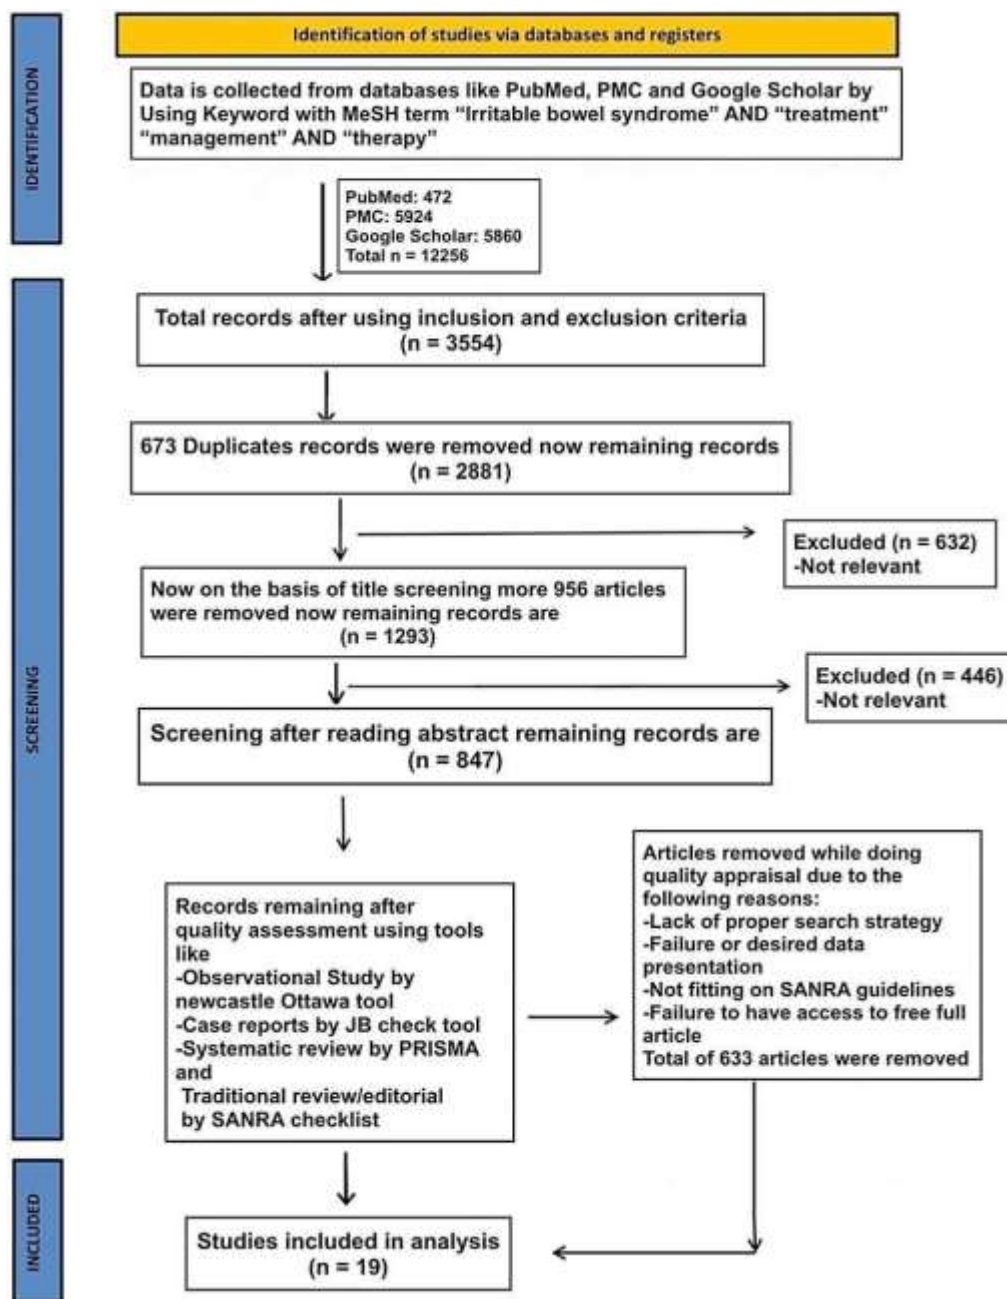 IDENTIFICATION
Identification of studies via databases and registers
Data is collected from databases like PubMed, PMC and Google Scholar by
Using Keyword with MeSH term “Irritable bowel syndrome” AND “treatment”
“management” AND “therapy”
PubMed: 472
PMC: 5924
Google Scholar: 5860
Total n = 12256
SCREENING
Total records after using inclusion and exclusion criteria
(n = 3554)
673 Duplicates records were removed now remaining records
(n = 2881)
Excluded (n = 632)
-Not relevant
Now on the basis of title screening more 956 articles
were removed now remaining records are
(n = 1293)
Excluded (n = 446)
-Not relevant
Screening after reading abstract remaining records are
(n = 847)
Records remaining after
quality assessment using tools
like
-Observational Study by
newcastle Ottawa tool
-Case reports by JB check tool
-Systematic review by PRISMA
and
Traditional review/editorial
by SANRA checklist
Articles removed while doing
quality appraisal due to the
following reasons:
-Lack of proper search strategy
-Failure or desired data
presentation
-Not fitting on SANRA guidelines
-Failure to have access to free full
article
Total of 633 articles were removed
INCLUDED
Studies included in analysis
(n = 19)